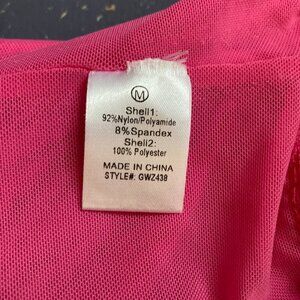 M
Shell1:
92%Nylon/Polyamide
8%Spandex
Shell2:
100% Polyester
MADE IN CHINA
STYLE#: GWZ438